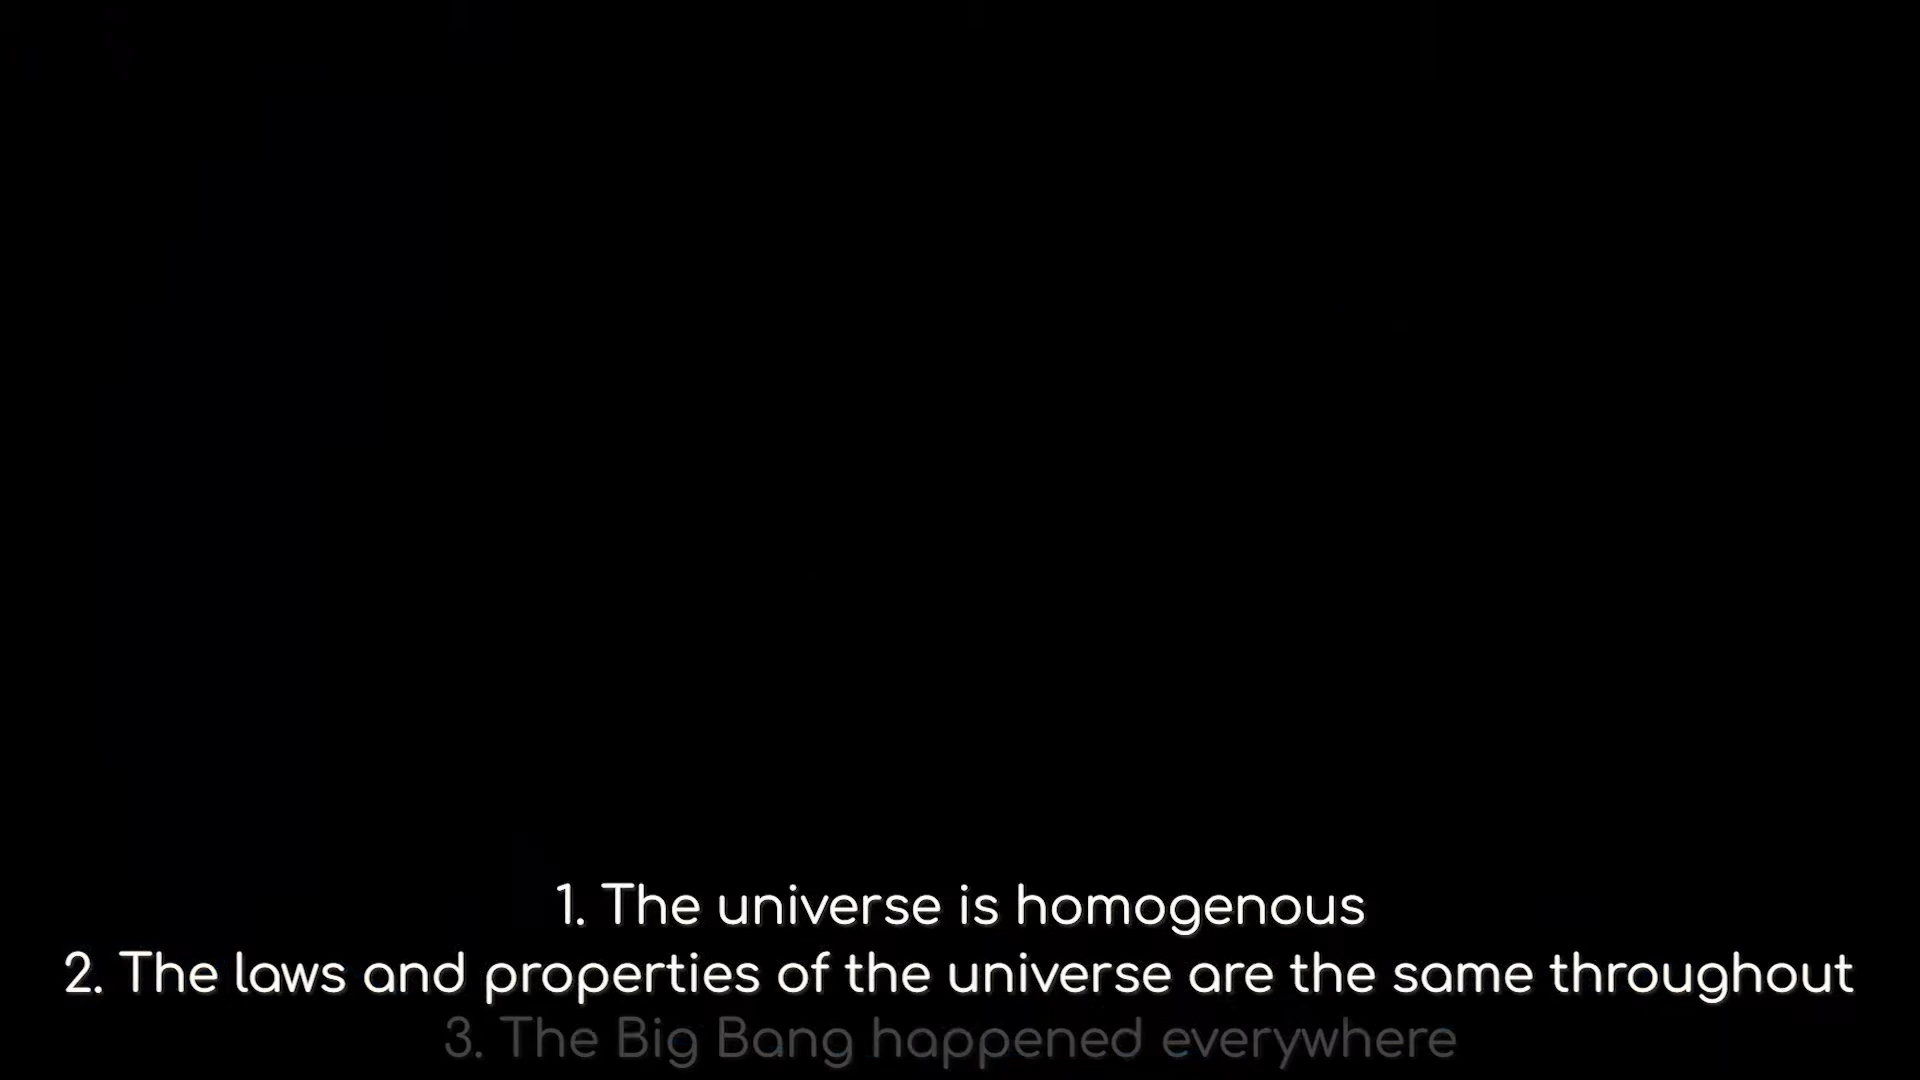 1. The universe is homogenous
2. The laws and properties of the universe are the same throughout
3. The Big Bang happened everywhere